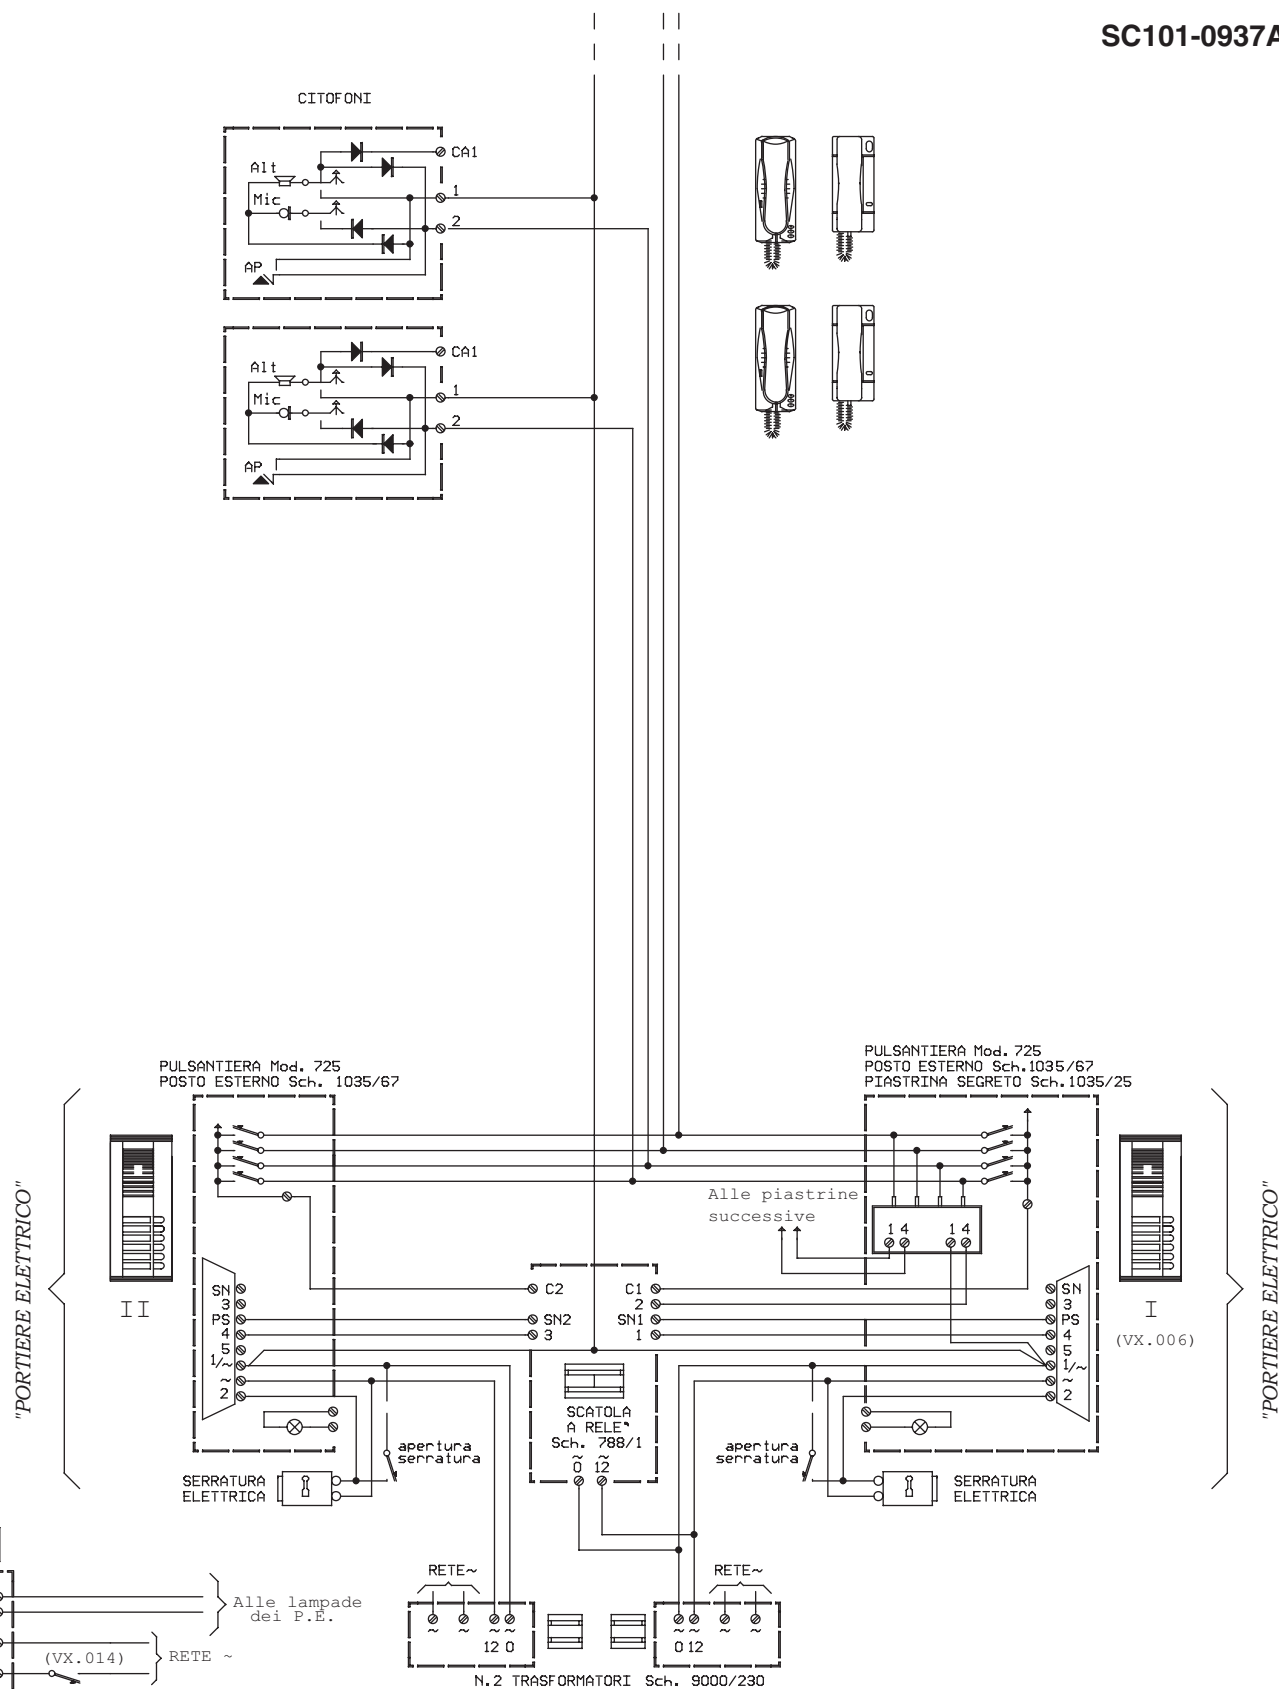 SC101-0937A
CITOFONI
CA1
Alt
1
Mic
2
AP
CA1
Alt
1
Mic
2
AP
PULSANTIERA Mod. 725
POSTO ESTERNO Sch. 1035/67
PULSANTIERA Mod. 725
POSTO ESTERNO Sch.1035/67
PIASTRINA SEGRETO Sch.1035/25
"PORTIERE ELETTRICO"
II
Alle piastrine
successive
1 4
1 4
SN
3
PS
4
5
1/~
~
2
C2
SN2
3
C1
2
SN1
1
SN
3
PS
4
5
1/~
~
2
I
(VX.006)
"PORTIERE ELETTRICO"
SCATOLA
A RELE'
Sch. 788/1
~ ~
0 12
apertura
serratura
apertura
serratura
SERRATURA
ELETTRICA
SERRATURA
ELETTRICA
RETE~
RETE~
~ ~ ~ ~
12 0
~ ~ ~ ~
0 12
Alle lampade
dei P.E.
(VX.014)
RETE ~
N.2 TRASFORMATORI Sch. 9000/230